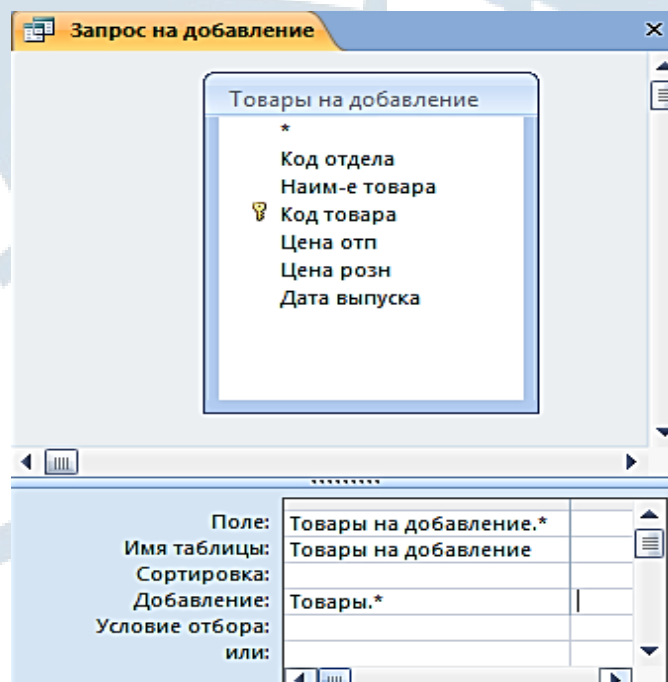 Запрос на добавление
Товары на добавление
*
Код отдела
Наим-е товара
Код товара
Цена отп
Цена розн
Дата выпуска
Поле: Товары на добавление.*
Имя таблицы: Товары на добавление
Сортировка:
Добавление: Товары.*
Условие отбора:
или: